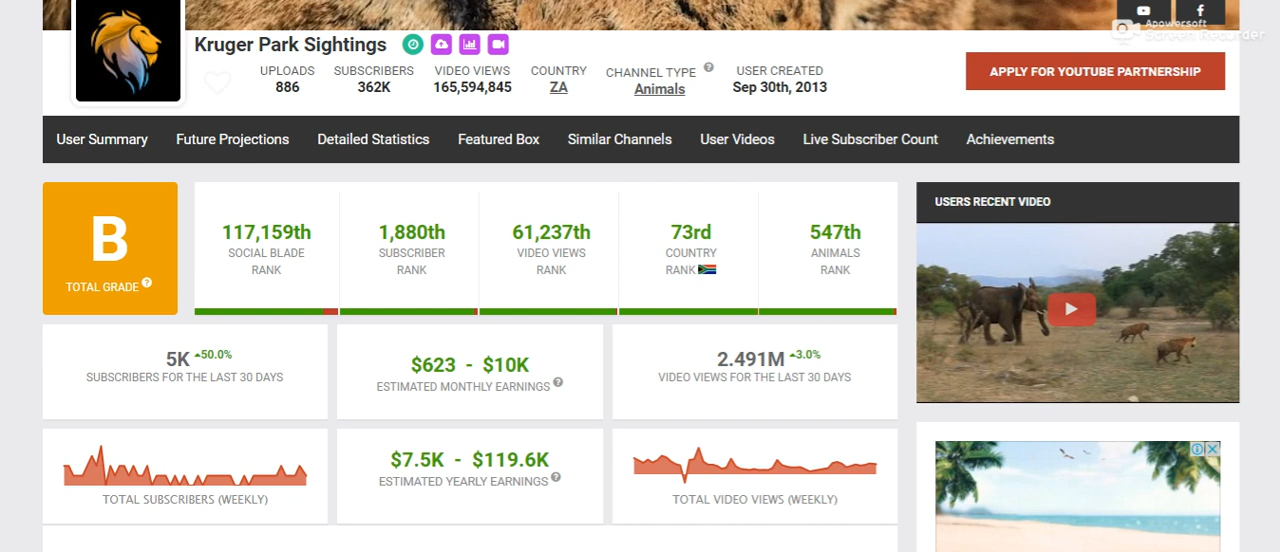 Apowersoft
Screen Recorder
Kruger Park Sightings
UPLOADS
886
SUBSCRIBERS
362K
VIDEO VIEWS
165,594,845
COUNTRY
ZA
CHANNEL TYPE
Animals
USER CREATED
Sep 30th, 2013
APPLY FOR YOUTUBE PARTNERSHIP
User Summary
Future Projections
Detailed Statistics
Featured Box
Similar Channels
User Videos
Live Subscriber Count
Achievements
B
TOTAL GRADE
117,159th
SOCIAL BLADE
RANK
1,880th
SUBSCRIBER
RANK
61,237th
VIDEO VIEWS
RANK
73rd
COUNTRY
RANK
547th
ANIMALS
RANK
USERS RECENT VIDEO
5K 50.0%
SUBSCRIBERS FOR THE LAST 30 DAYS
$623 - $10K
ESTIMATED MONTHLY EARNINGS
2.491M 3.0%
VIDEO VIEWS FOR THE LAST 30 DAYS
TOTAL SUBSCRIBERS (WEEKLY)
$7.5K - $119.6K
ESTIMATED YEARLY EARNINGS
TOTAL VIDEO VIEWS (WEEKLY)